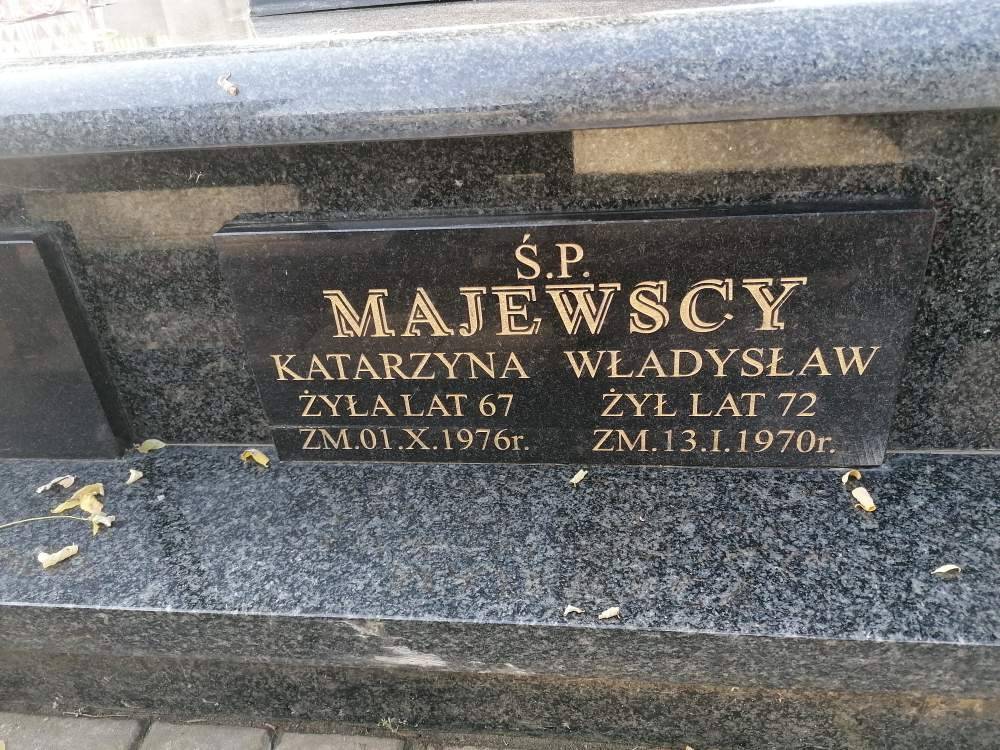 Ś.P.
MAJEWSCY
KATARZYNA WŁADYSŁAW
ŻYŁA LAT 67 ŻYŁ LAT 72
ZM.01.X.1976r. ZM.13.I.1970r.